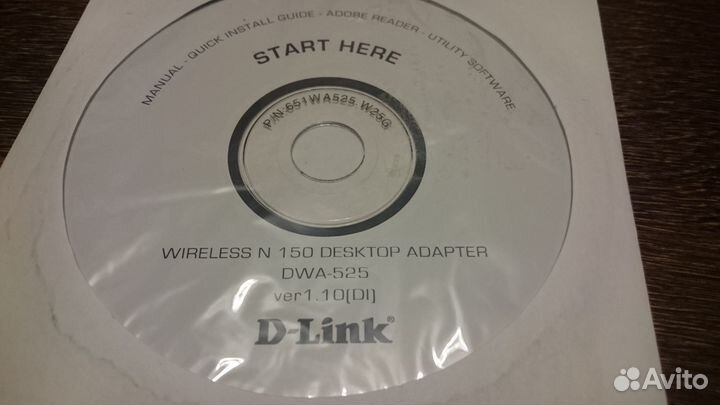 MANUAL - QUICK INSTALL GUIDE - ADOBE READER - UTILITY SOFTWARE
START HERE
P/N:651WA525.W25G
WIRELESS N 150 DESKTOP ADAPTER
DWA-525
ver1.10(DI)
D-Link®
Avito